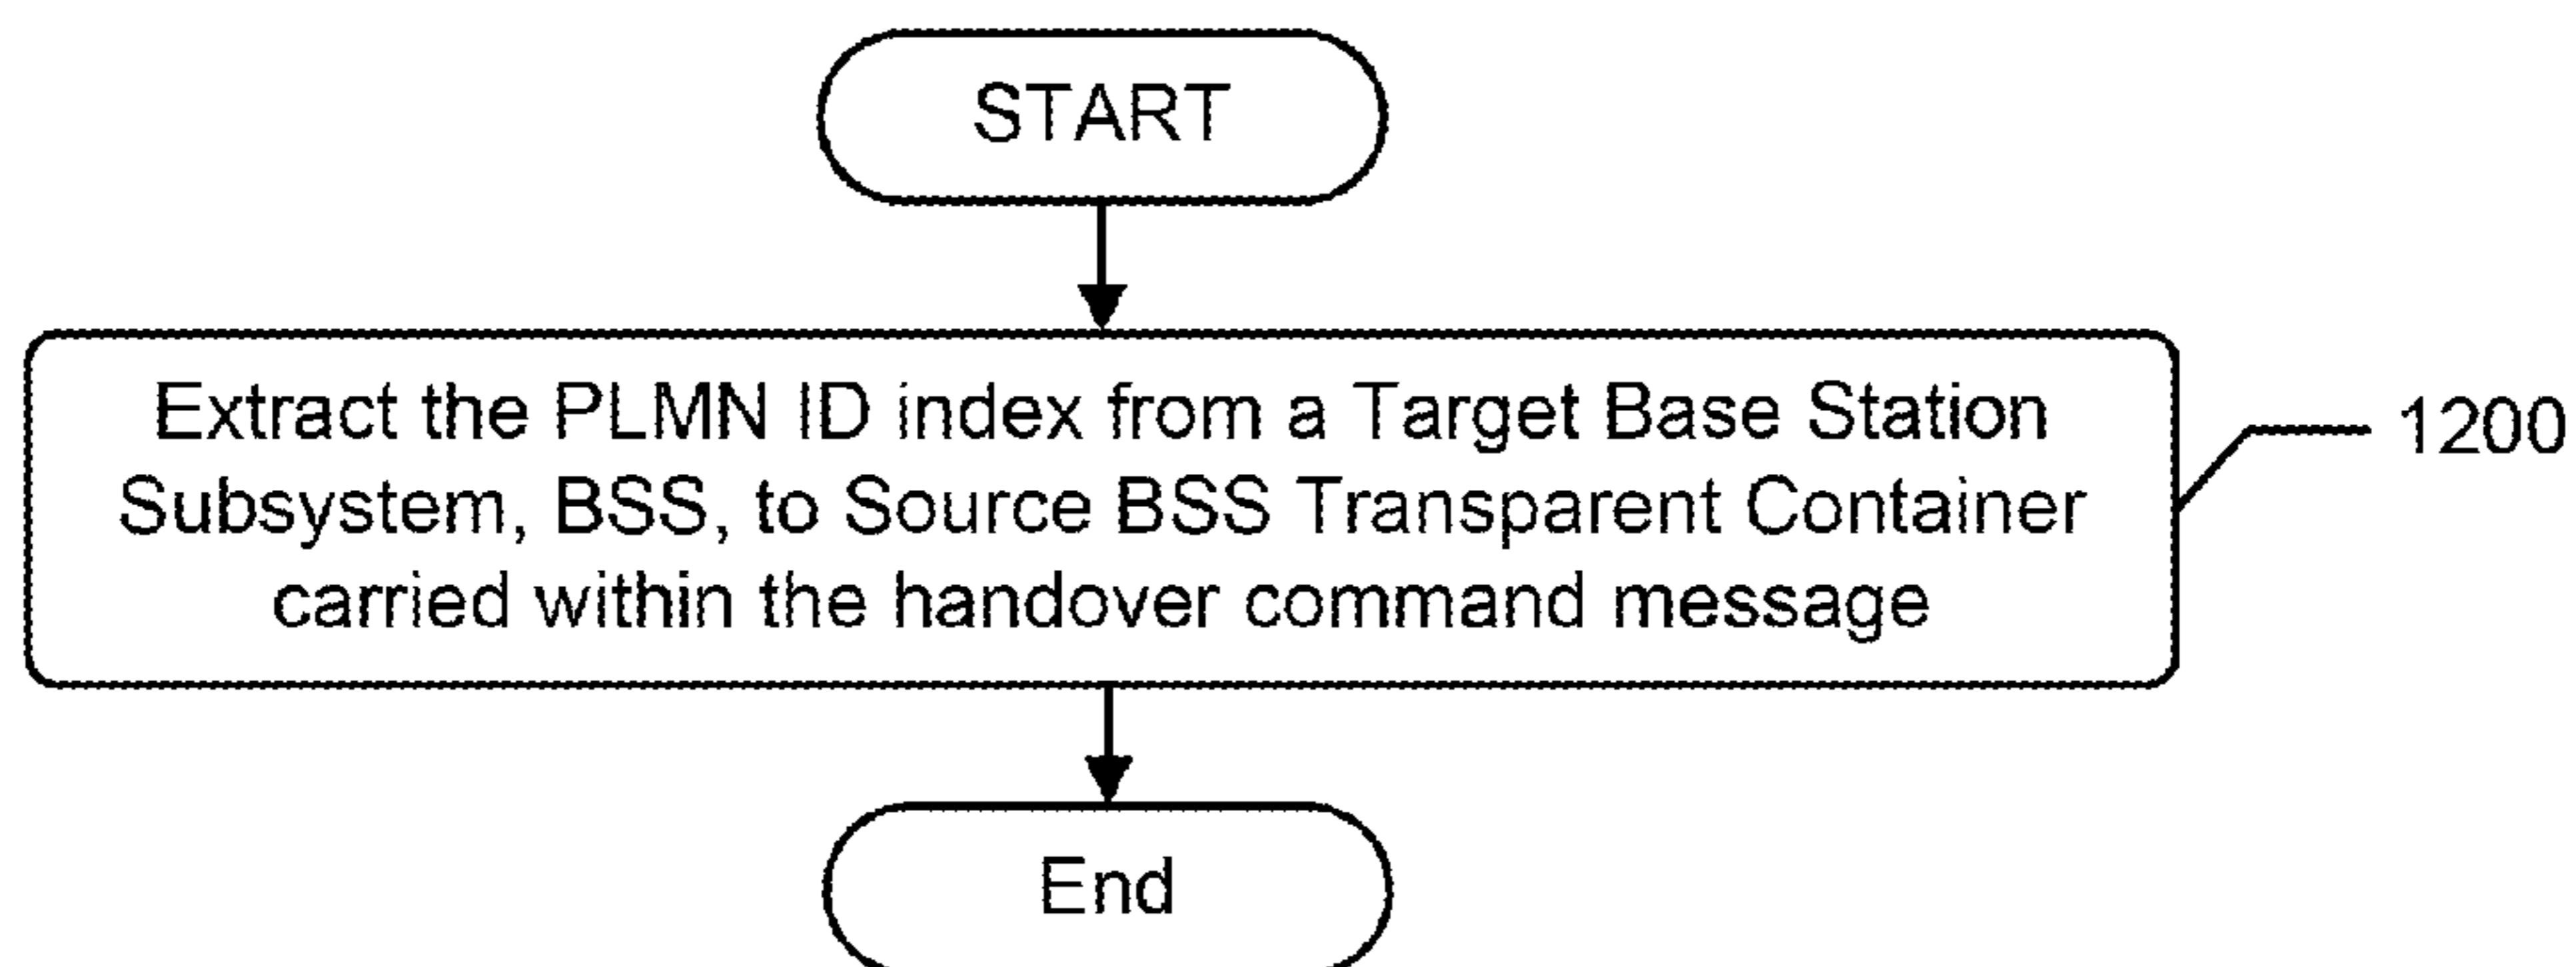 START
Extract the PLMN ID index from a Target Base Station
Subsystem, BSS, to Source BSS Transparent Container
carried within the handover command message
1200
End